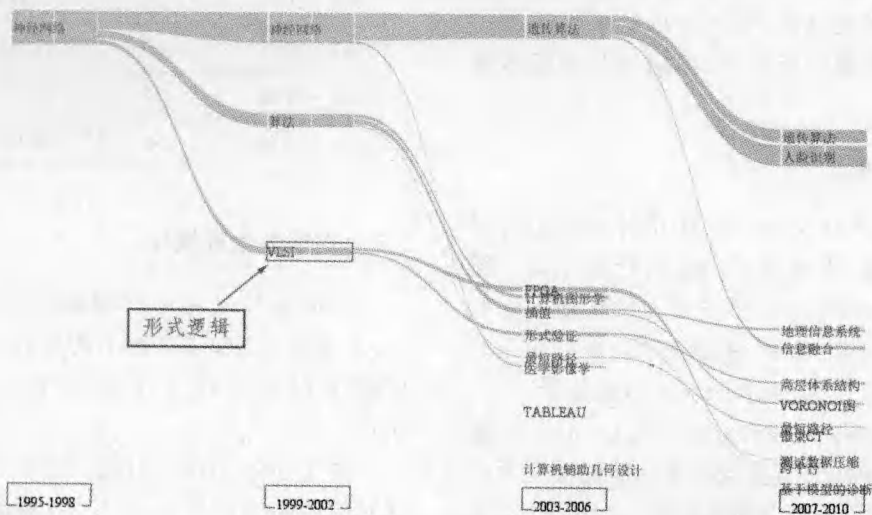 神经网络
神经网络
遗传算法
算法
遗传算法
人脸识别
VLSI
形式逻辑
FPGA
计算机图形学
插值
形式验证
最短路径
医学影像学
TABLEAU
计算机辅助几何设计
地理信息系统
信息融合
高层体系结构
VORONOI图
最短路径
锥束CT
测试数据压缩
基于模型的诊断
1995-1998
1999-2002
2003-2006
2007-2010